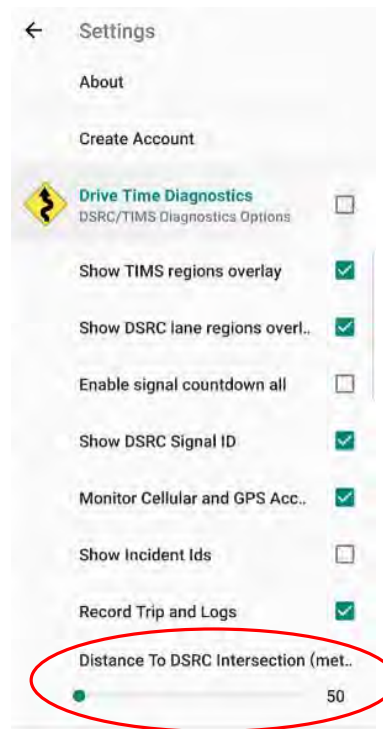 Settings
About
Create Account
Drive Time Diagnostics
DSRC/TIMS Diagnostics Options
Show TIMS regions overlay
Show DSRC lane regions overl..
Enable signal countdown all
Show DSRC Signal ID
Monitor Cellular and GPS Acc..
Show Incident Ids
Record Trip and Logs
Distance To DSRC Intersection (met..
50